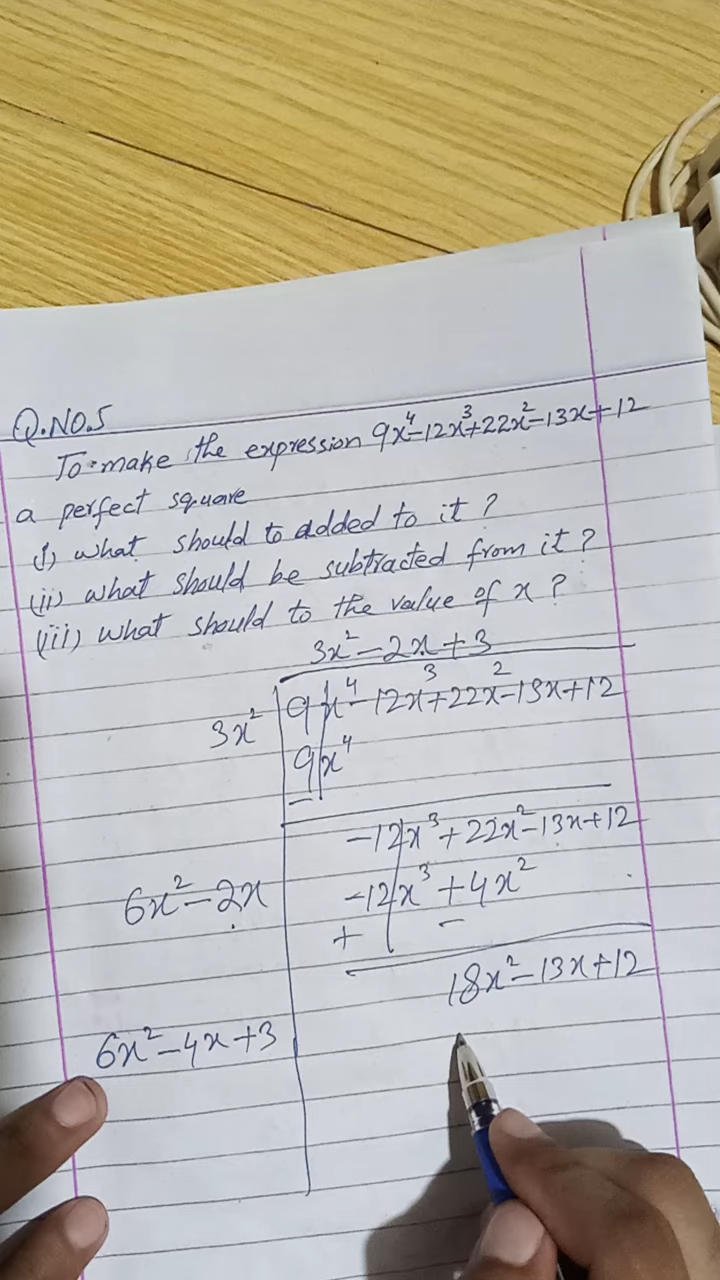 Q.NO.5
To make the expression 9x⁴-12x³+22x²-13x+12
a perfect square
(i) what should to added to it?
(ii) what should be subtracted from it?
(iii) what should to the value of x?
3x²-2x+3
3x² 9x⁴-12x³+22x²-13x+12
9x⁴
-
-12x³+22x²-13x+12
6x²-2x -12x³+4x²
+ -
18x²-13x+12
6x²-4x+3